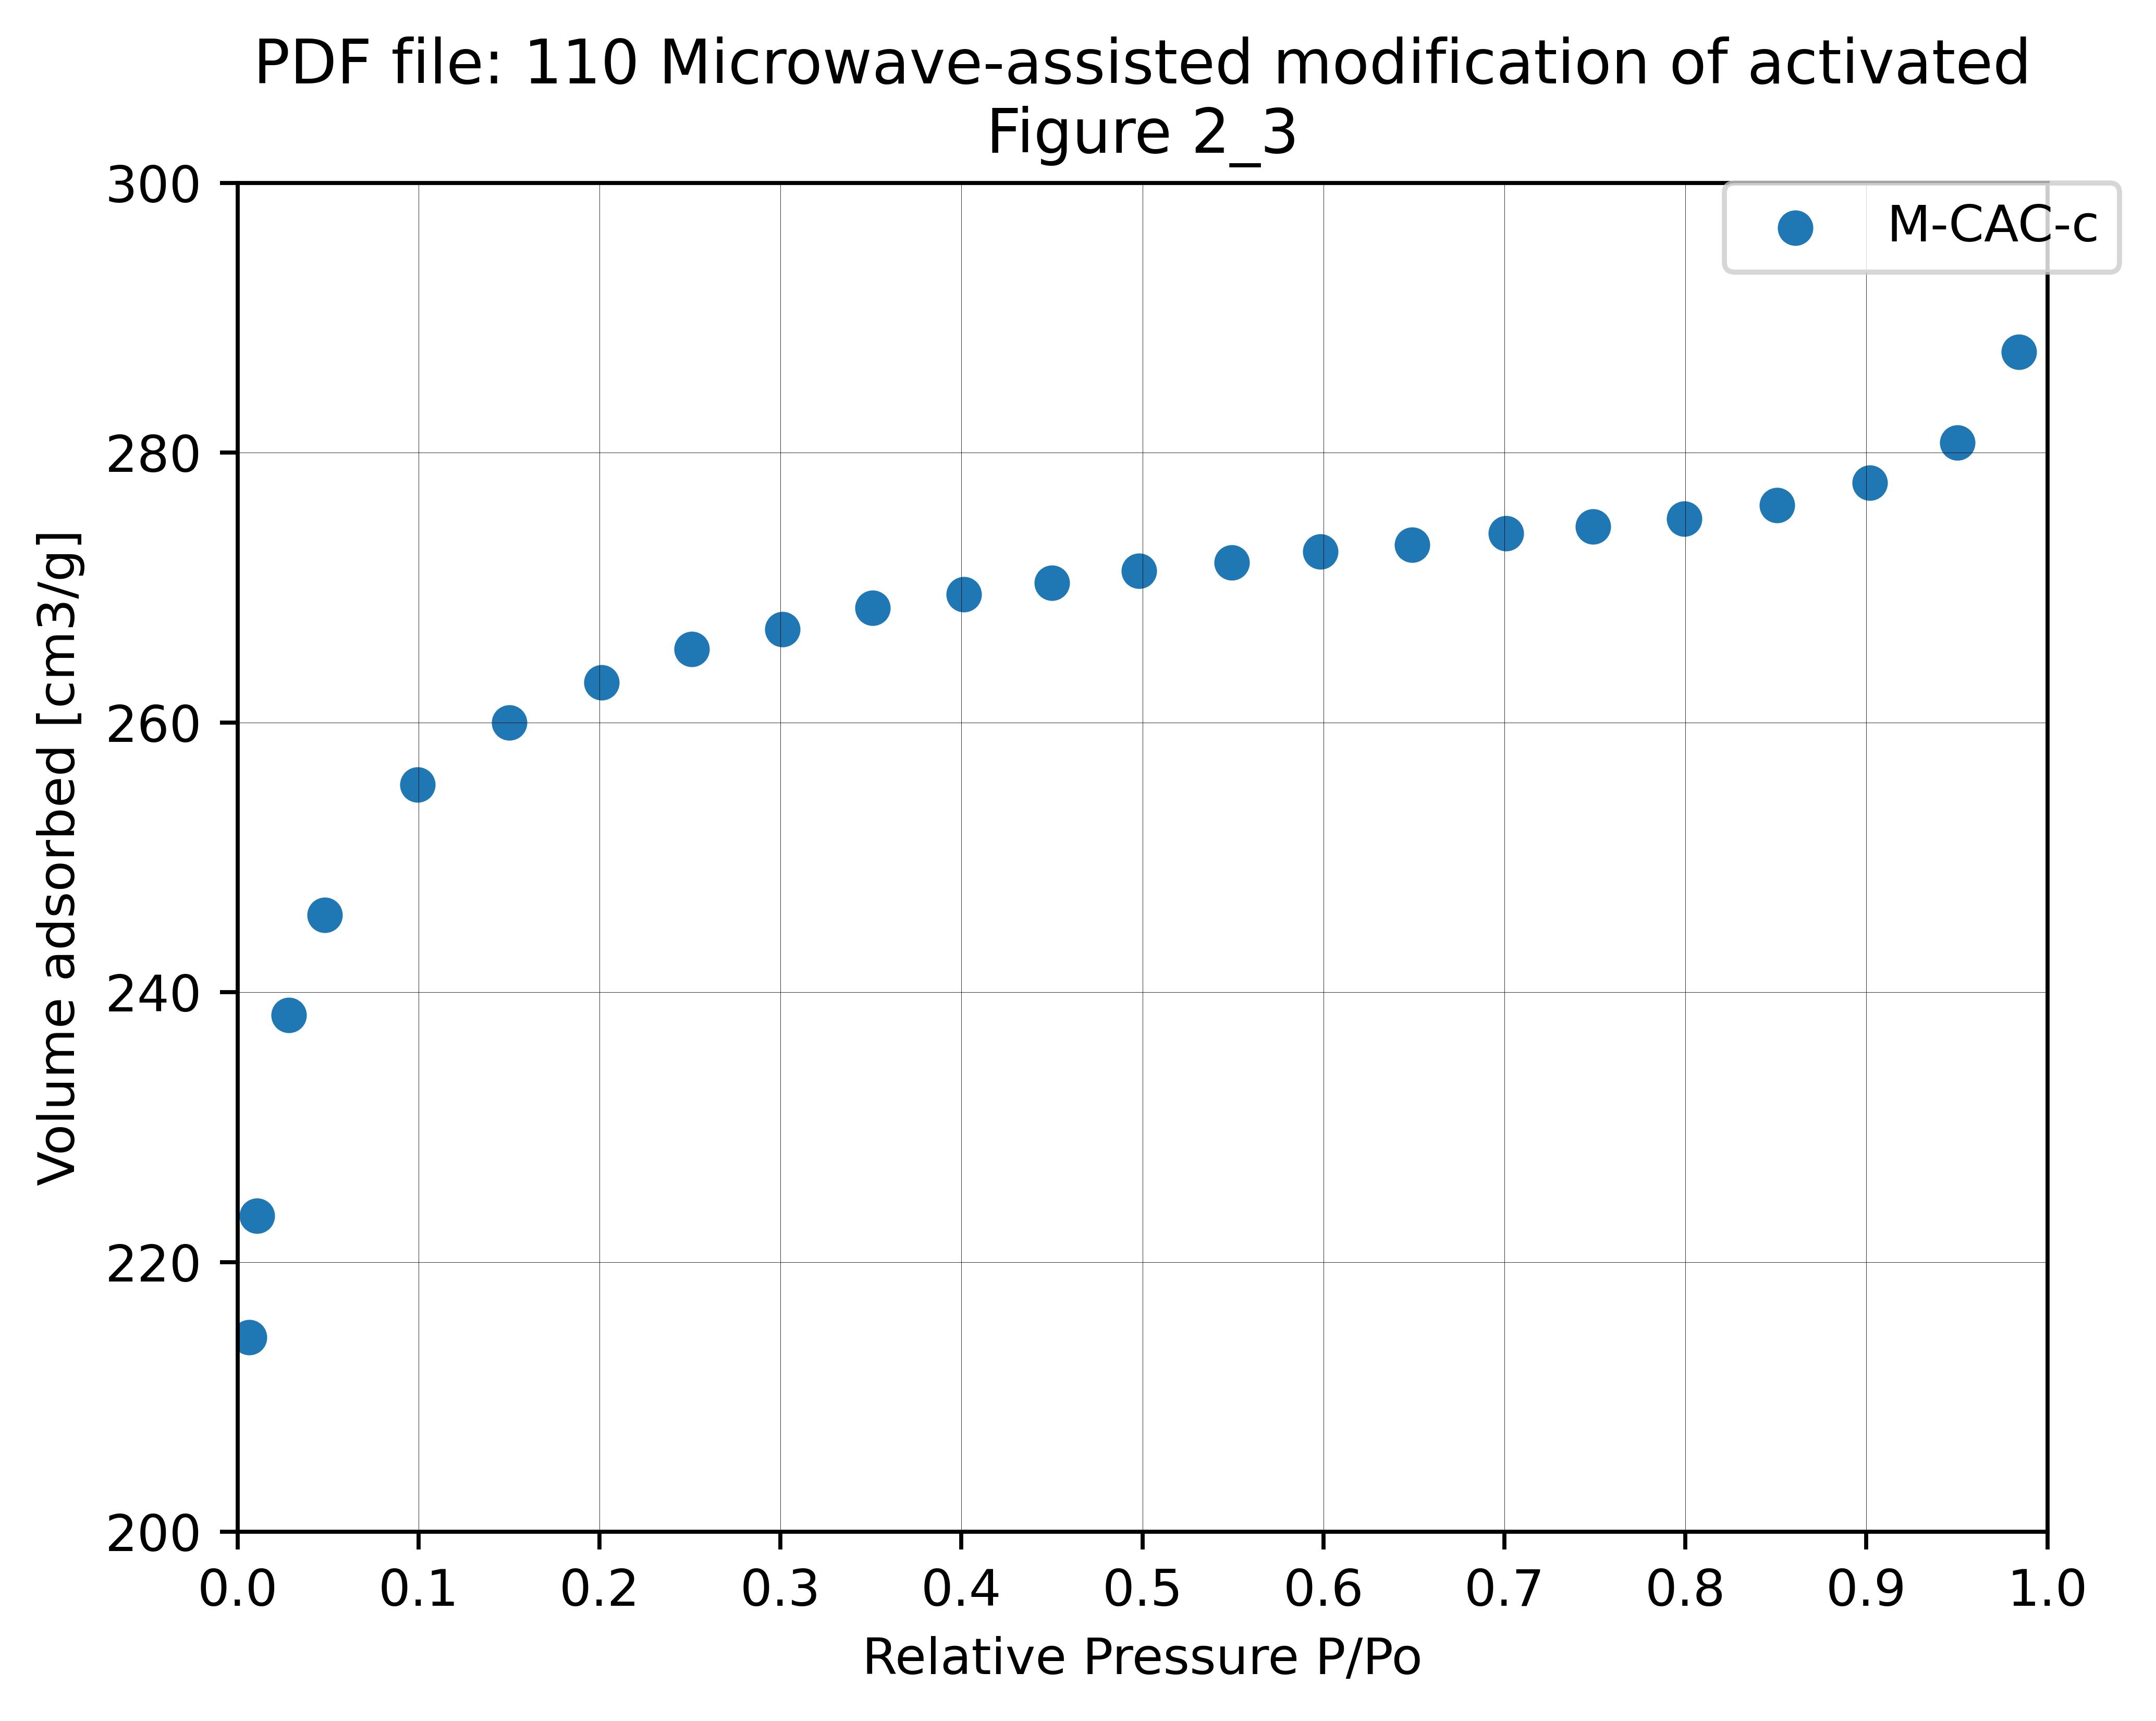 PDF file: 110 Microwave-assisted modification of activated
Figure 2_3
M-CAC-c
300
280
260
240
220
200
Volume adsorbed [cm3/g]
0.0 0.1 0.2 0.3 0.4 0.5 0.6 0.7 0.8 0.9 1.0
Relative Pressure P/Po